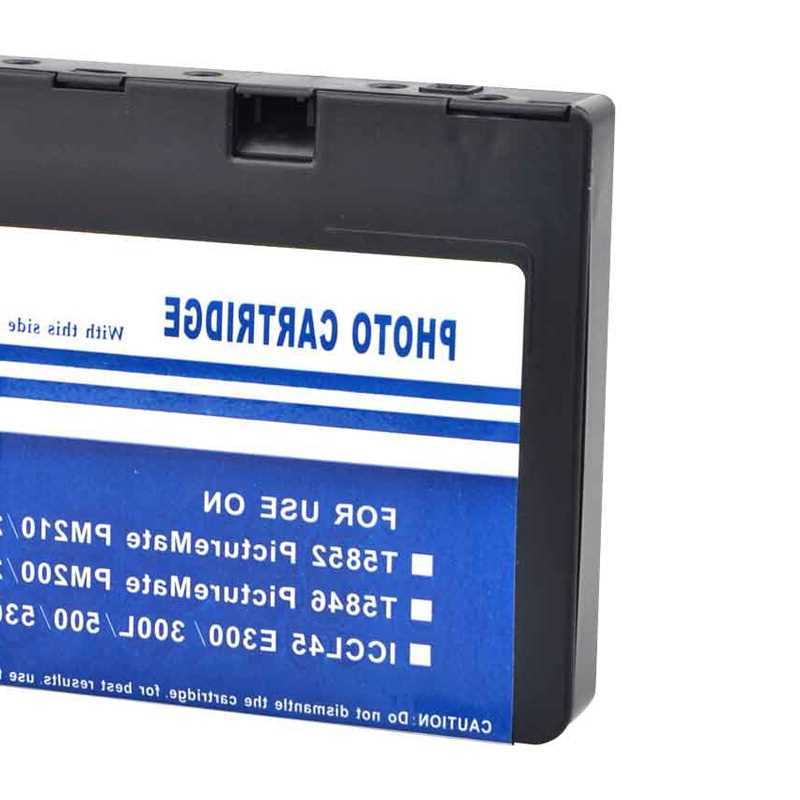 PHOTO CARTRIDGE With this side
FOR USE ON
■ T5852 PictureMate PM210/
■ T5846 PictureMate PM200/
■ ICCL45 E300/ 300L/ 500/ 530
CAUTION: Do not dismantle the cartridge. for best results. use